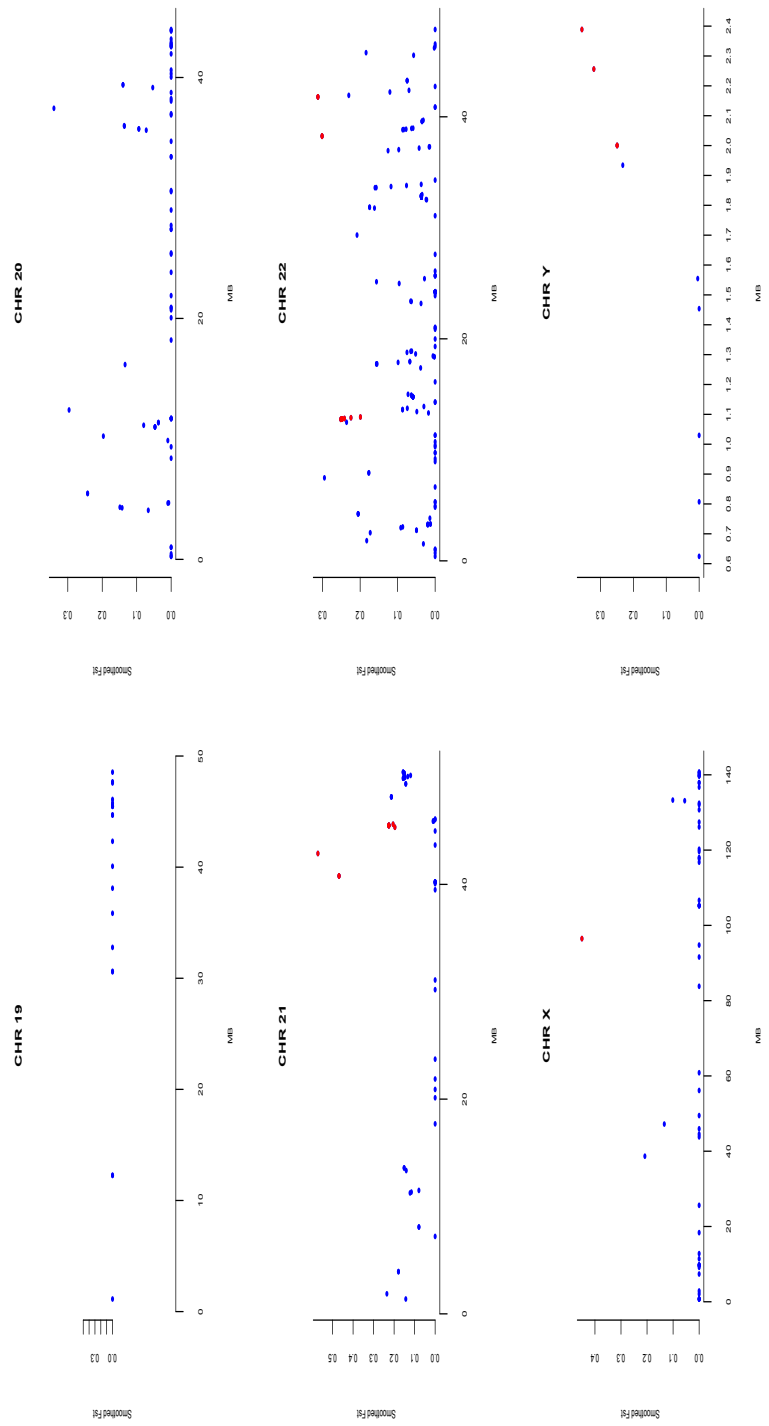 CHR 19
Smoothed Fst
0.3
0.0
0 10 20 30 40 50
MB
CHR 20
Smoothed Fst
0.3
0.2
0.1
0.0
0 20 40
MB
CHR 21
Smoothed Fst
0.5
0.4
0.3
0.2
0.1
0.0
0 20 40
MB
CHR 22
Smoothed Fst
0.3
0.2
0.1
0.0
0 20 40
MB
CHR X
Smoothed Fst
0.4
0.3
0.2
0.1
0.0
0 20 40 60 80 100 120 140
MB
CHR Y
Smoothed Fst
0.3
0.2
0.1
0.0
0.6 0.7 0.8 0.9 1.0 1.1 1.2 1.3 1.4 1.5 1.6 1.7 1.8 1.9 2.0 2.1 2.2 2.3 2.4
MB